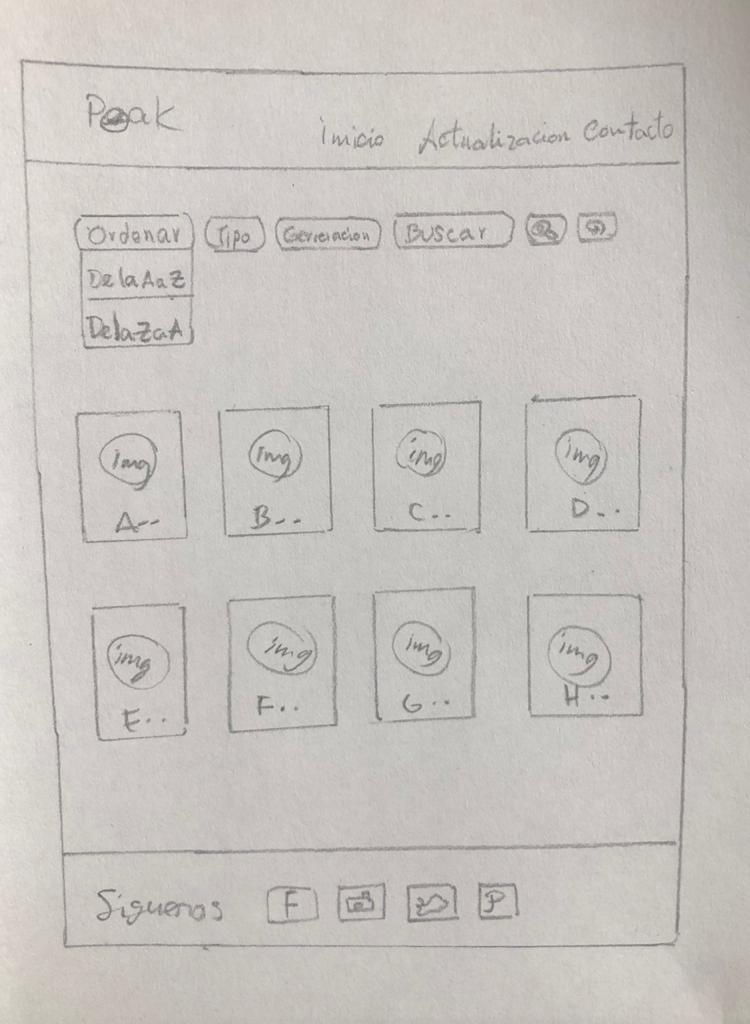 Peak
Inicio Actualizacion Contacto
Ordenar Tipo Generacion Buscar
De la A a Z
De la Z a A
img img img img
A-- B-- C-- D--
img img img img
E-- F-- G-- H--
Siguenos F P